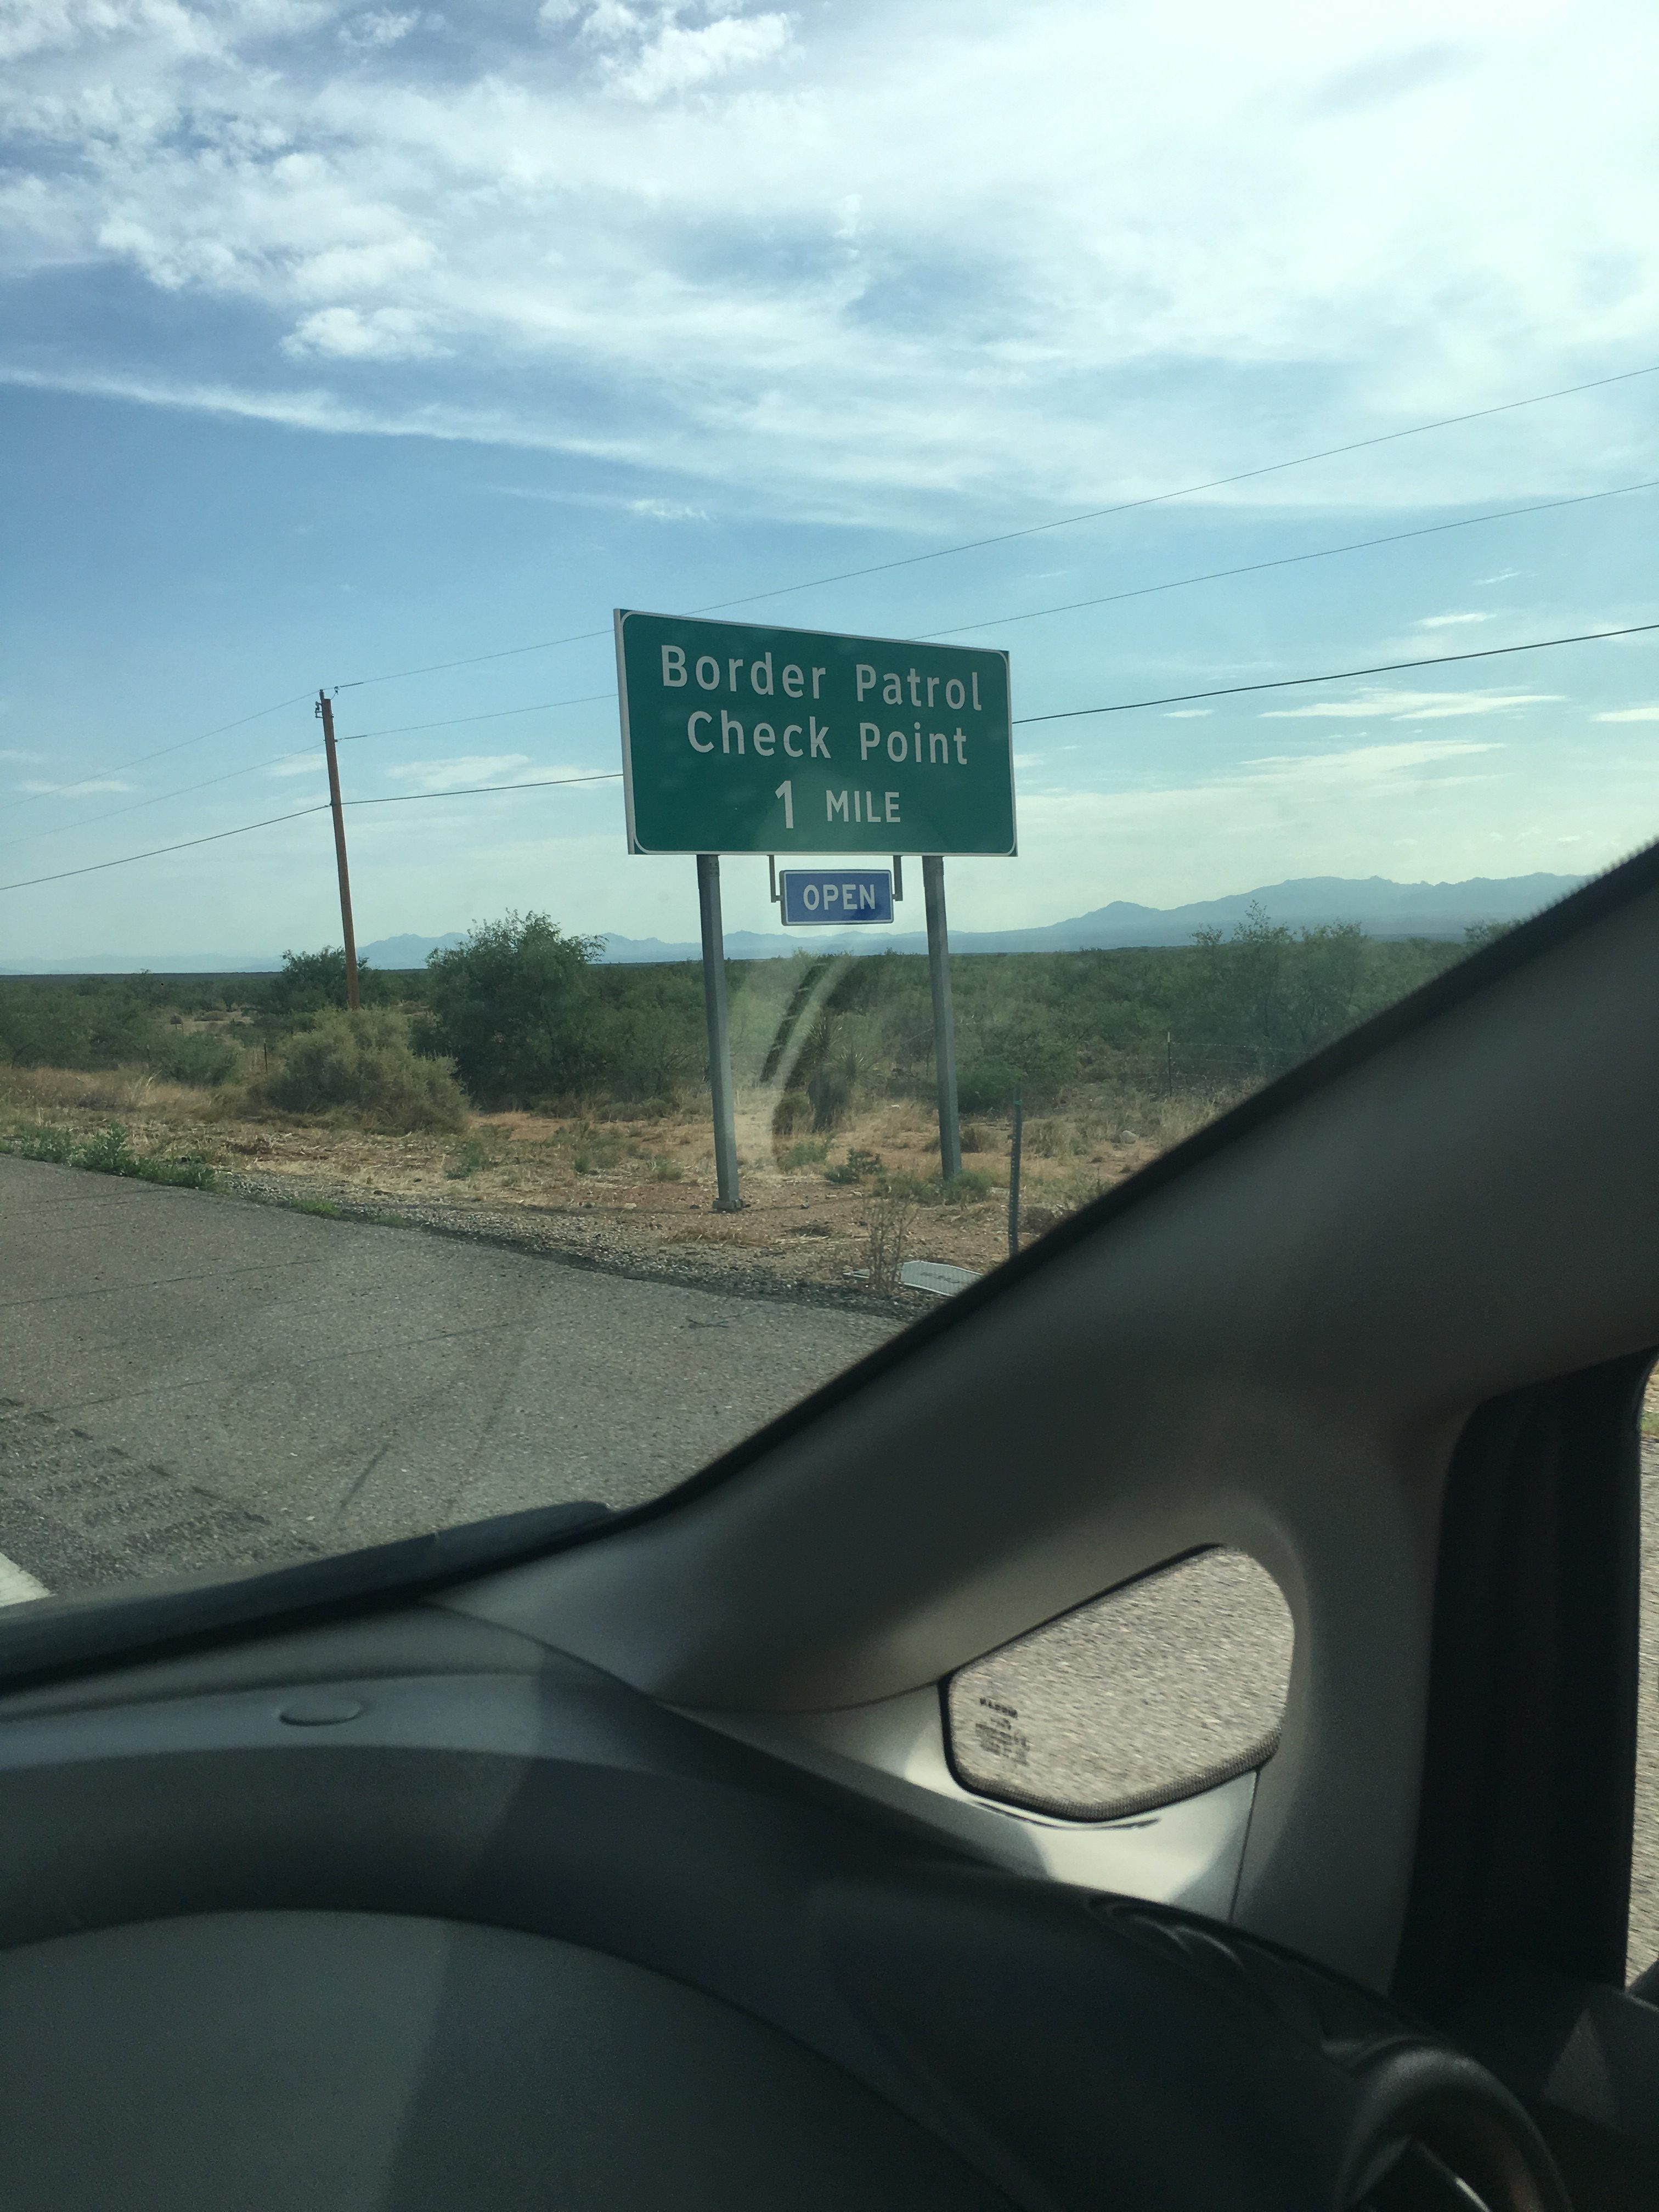 Border Patrol
Check Point
1 MILE
OPEN